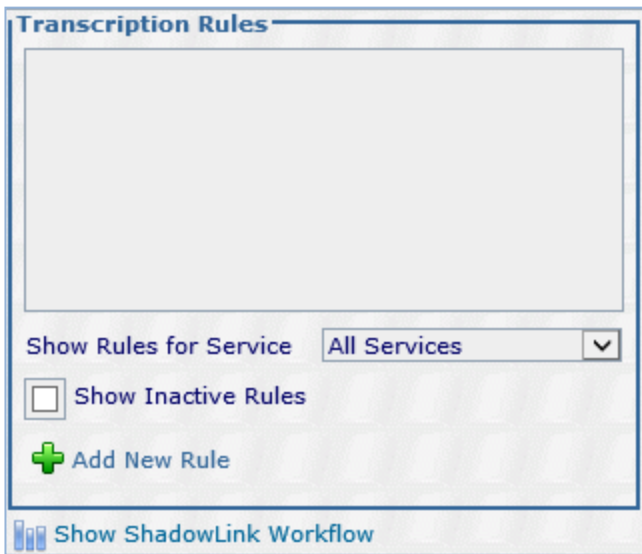 Transcription Rules
Show Rules for Service All Services
Show Inactive Rules
Add New Rule
Show ShadowLink Workflow